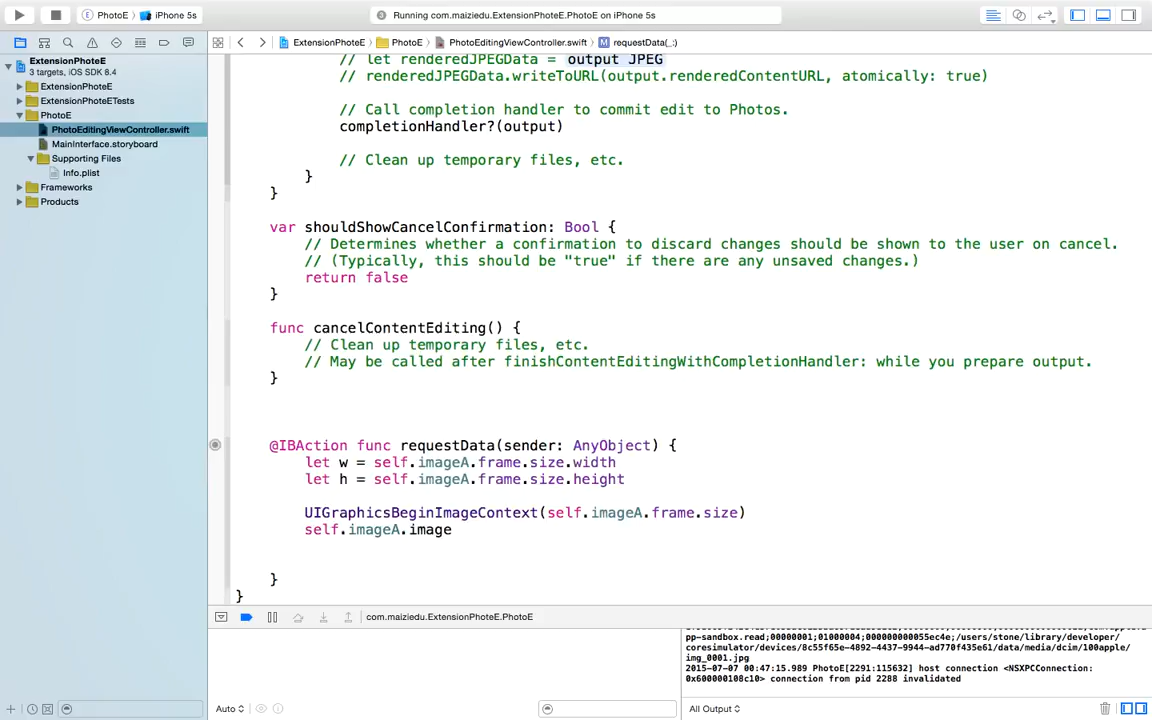 PhotoE
iPhone 5s
Running com.maiziedu.ExtensionPhoteE.PhotoE on iPhone 5s
ExtensionPhoteE
PhotoE
PhotoEditingViewController.swift
M requestData(_:)
ExtensionPhoteE
3 targets, iOS SDK 8.4
ExtensionPhoteE
ExtensionPhoteETests
PhotoE
PhotoEditingViewController.swift
MainInterface.storyboard
Supporting Files
Info.plist
Frameworks
Products
// let renderedJPEGData = output JPEG
// renderedJPEGData.writeToURL(output.renderedContentURL, atomically: true)
// Call completion handler to commit edit to Photos.
completionHandler?(output)
// Clean up temporary files, etc.
}
}
var shouldShowCancelConfirmation: Bool {
// Determines whether a confirmation to discard changes should be shown to the user on cancel.
// (Typically, this should be "true" if there are any unsaved changes.)
return false
}
func cancelContentEditing() {
// Clean up temporary files, etc.
// May be called after finishContentEditingWithCompletionHandler: while you prepare output.
}
@IBAction func requestData(sender: AnyObject) {
let w = self.imageA.frame.size.width
let h = self.imageA.frame.size.height
UIGraphicsBeginImageContext(self.imageA.frame.size)
self.imageA.image
}
}
com.maiziedu.ExtensionPhoteE.PhotoE
pp-sandbox.read;00000001;01000004;000000000055ec4e;/users/stone/library/developer/
coresimulator/devices/8c55f65e-4892-4437-9944-ad770f435e61/data/media/dcim/100apple/
img_0001.jpg
2015-07-07 00:47:15.989 PhotoE[2291:115632] host connection <NSXPCConnection:
0x600000108c10> connection from pid 2288 invalidated
Auto
All Output